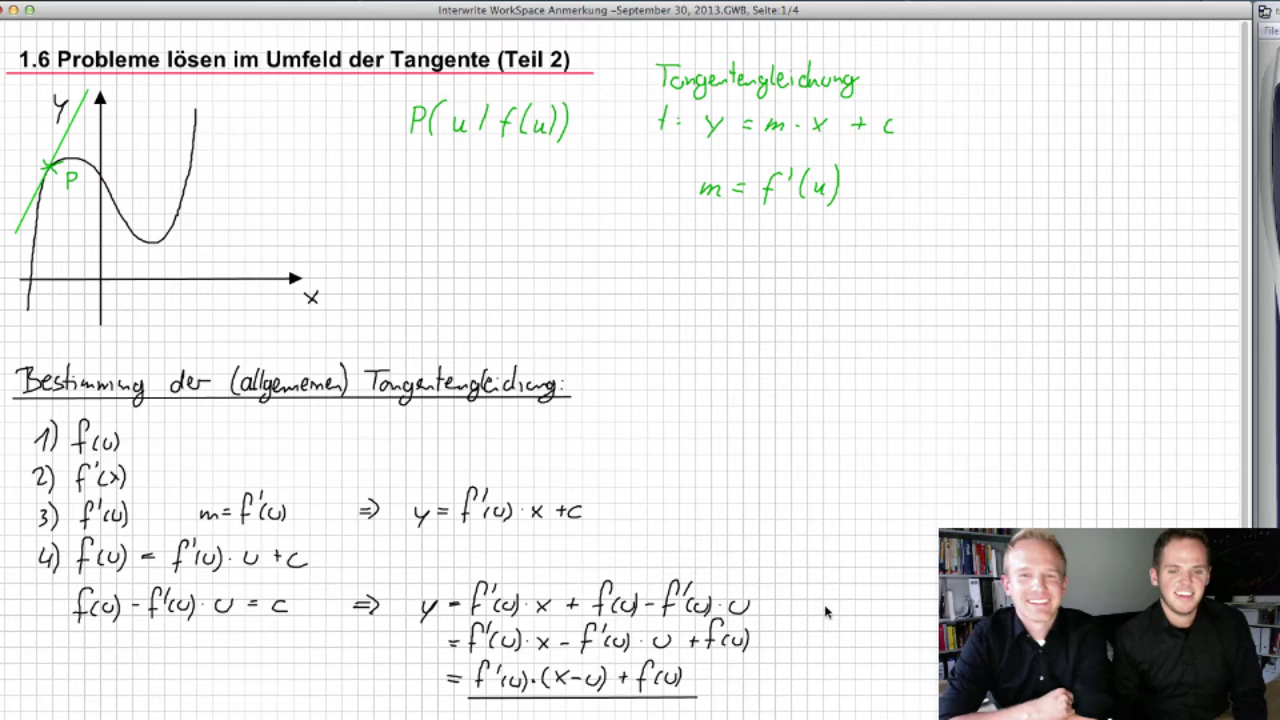 Interwrite WorkSpace Anmerkung –September 30, 2013.GWB, Seite:1/4
File
1.6 Probleme lösen im Umfeld der Tangente (Teil 2)
y
P
x
P(u/f(u))
Tangentengleichung
t: y = m · x + c
m = f'(u)
Bestimmung der (allgemeinen) Tangentengleichung:
1) f(u)
2) f'(x)
3) f'(u) m = f'(u) ⇒ y = f'(u) · x + c
4) f(u) = f'(u) · u + c
f(u) - f'(u) · u = c ⇒ y = f'(u) · x + f(u) - f'(u) · u
= f'(u) · x - f'(u) · u + f(u)
= f'(u) · (x-u) + f(u)